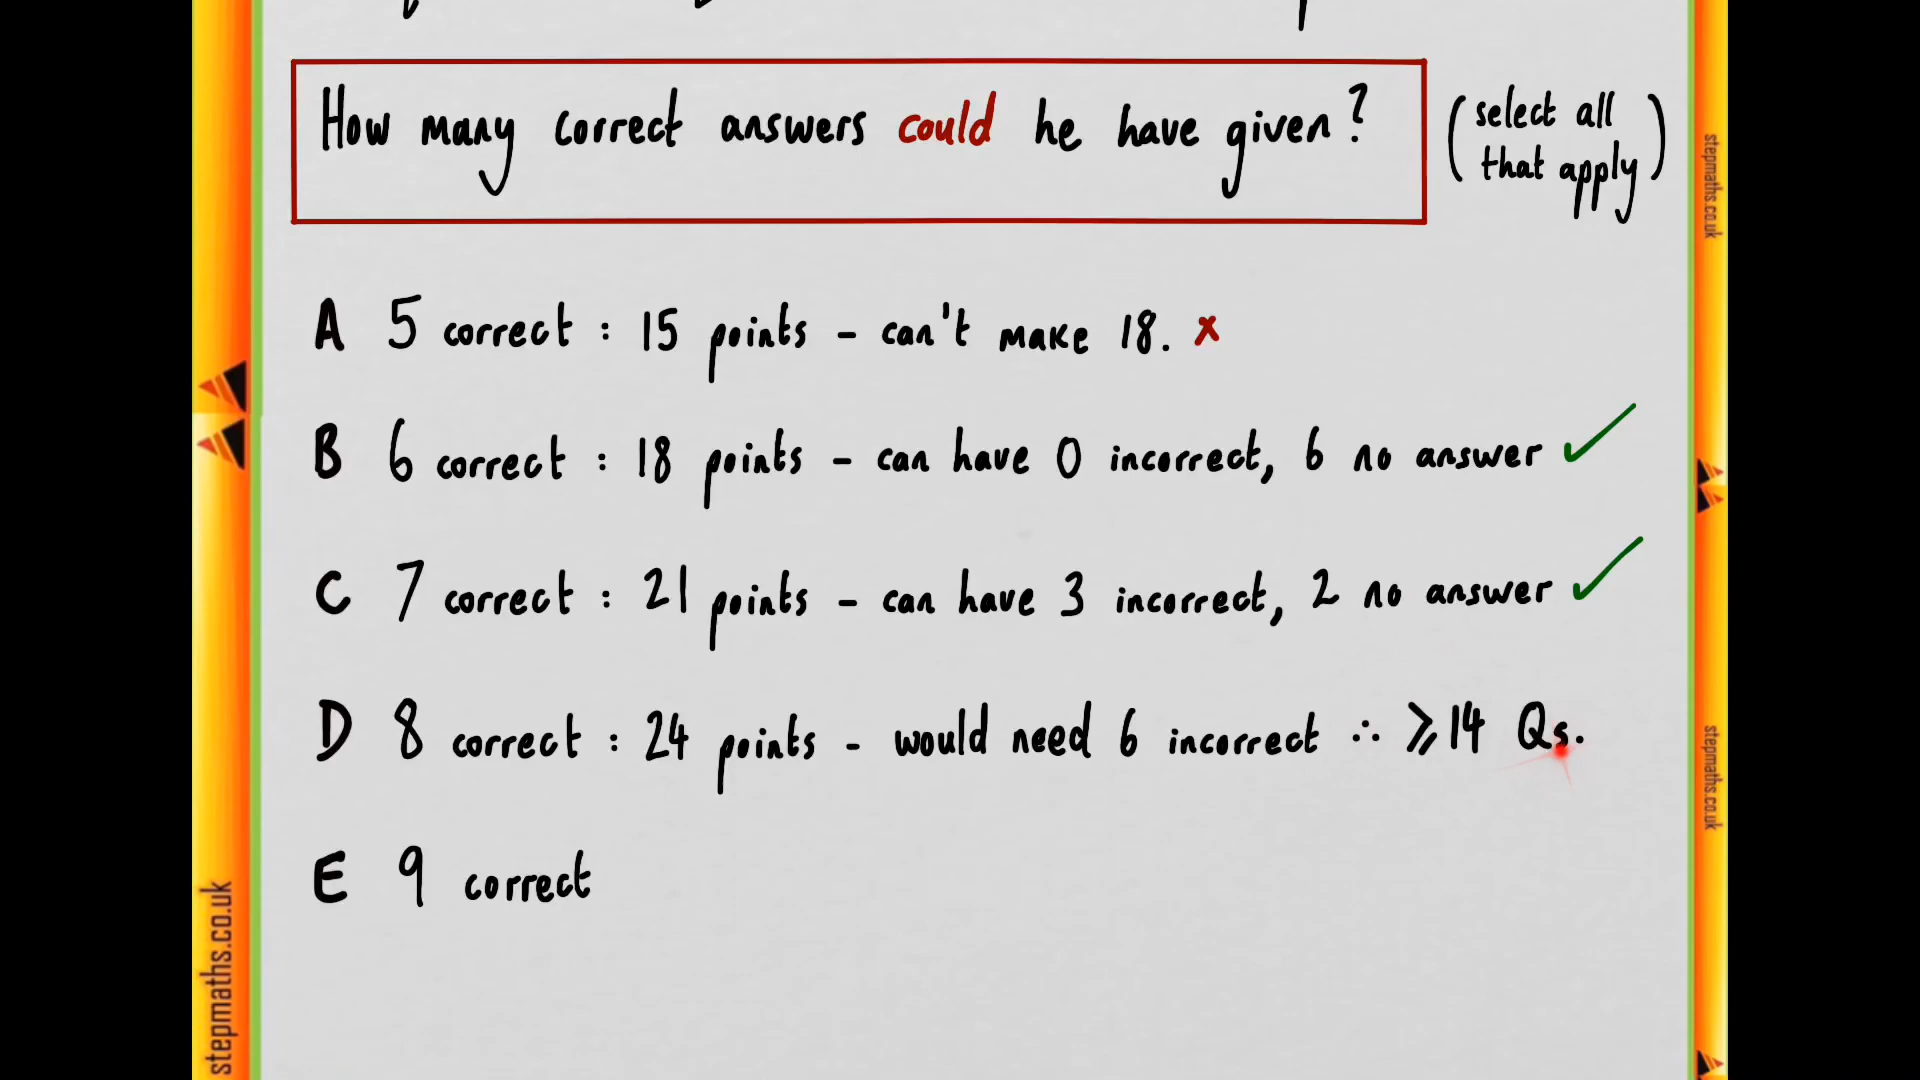 How many correct answers could he have given?
(select all that apply)
A 5 correct : 15 points - can't make 18. x
B 6 correct : 18 points - can have 0 incorrect, 6 no answer ✓
C 7 correct : 21 points - can have 3 incorrect, 2 no answer ✓
D 8 correct : 24 points - would need 6 incorrect ∴ ⩾14 Qs.
E 9 correct
stepmaths.co.uk
stepmaths.co.uk
stepmaths.co.uk